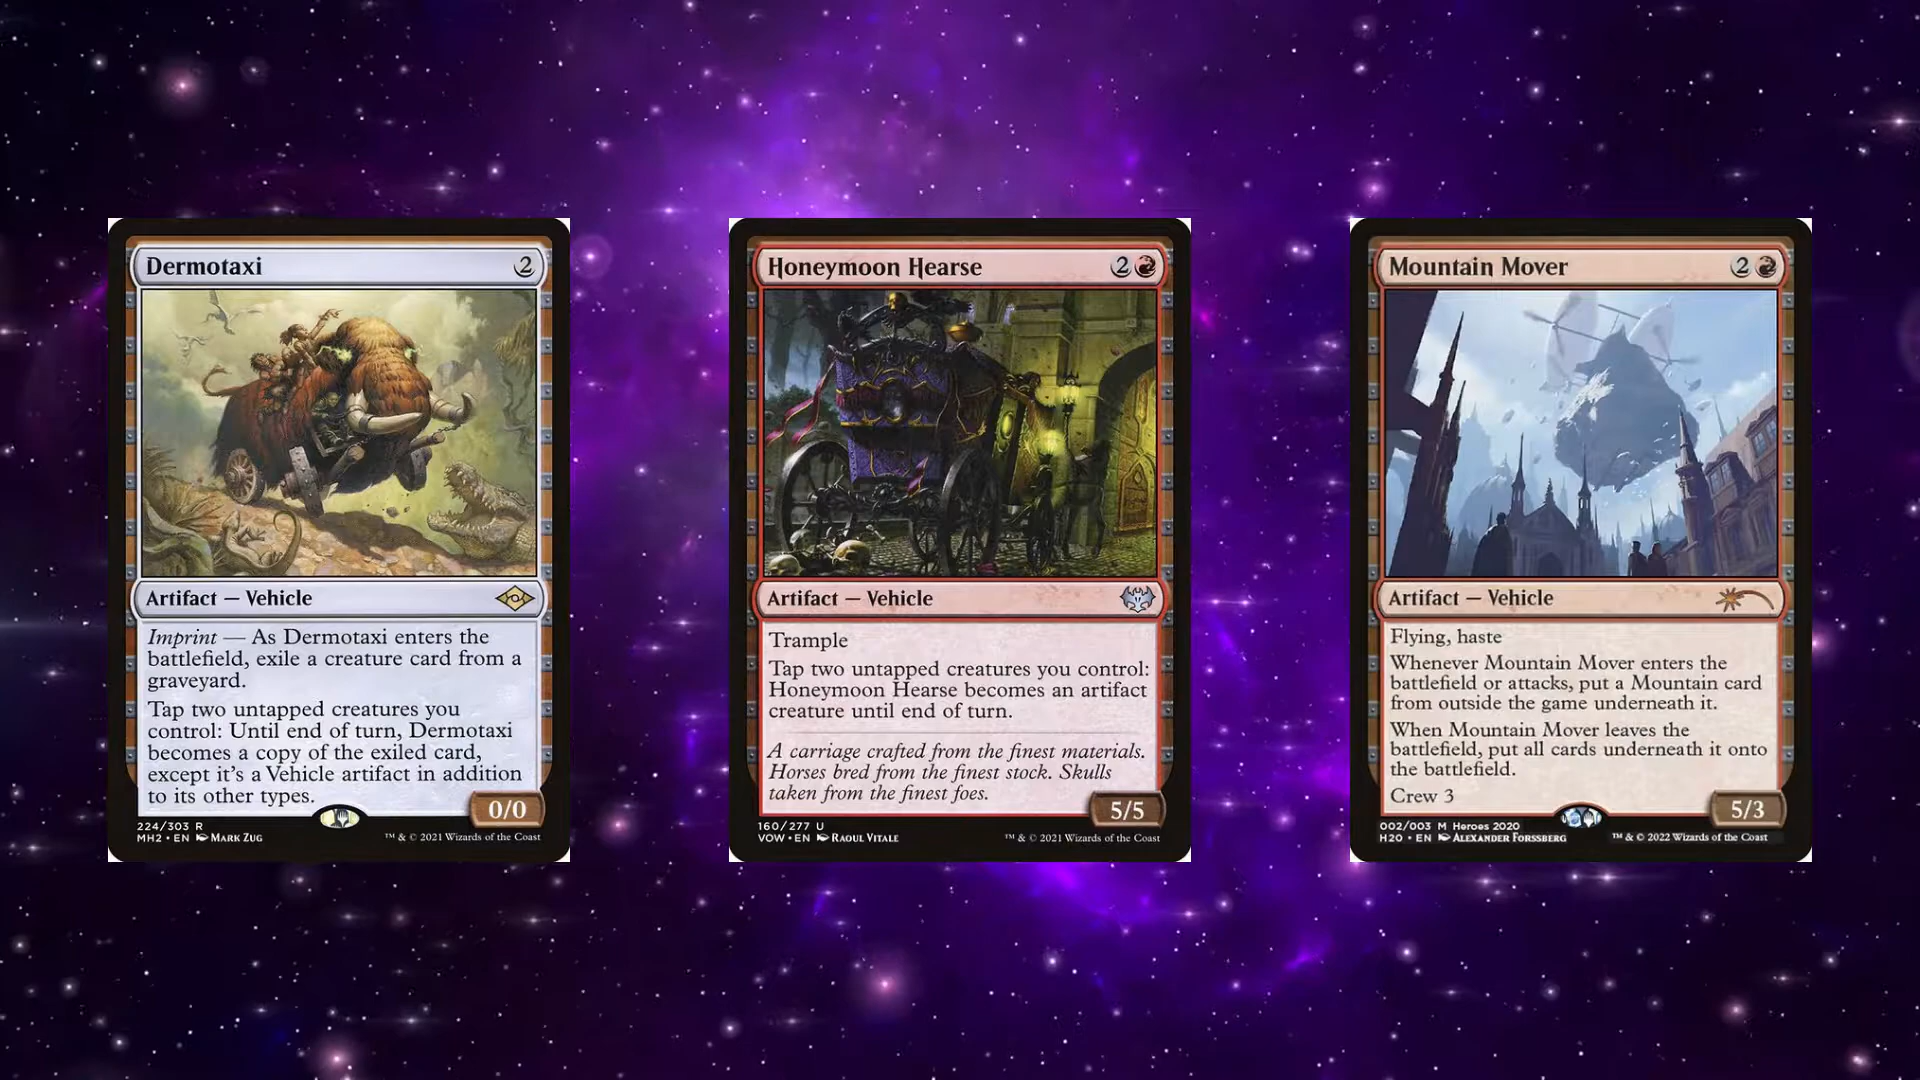 Dermotaxi
2
Artifact — Vehicle
Imprint — As Dermotaxi enters the
battlefield, exile a creature card from a
graveyard.
Tap two untapped creatures you
control: Until end of turn, Dermotaxi
becomes a copy of the exiled card,
except it's a Vehicle artifact in addition
to its other types.
0/0
224/303 R
MH2 • EN Mark Zug
™ & © 2021 Wizards of the Coast
Honeymoon Hearse
2
Artifact — Vehicle
Trample
Tap two untapped creatures you control:
Honeymoon Hearse becomes an artifact
creature until end of turn.
A carriage crafted from the finest materials.
Horses bred from the finest stock. Skulls
taken from the finest foes.
5/5
160/277 U
VOW • EN Raoul Vitale
™ & © 2021 Wizards of the Coast
Mountain Mover
2
Artifact — Vehicle
Flying, haste
Whenever Mountain Mover enters the
battlefield or attacks, put a Mountain card
from outside the game underneath it.
When Mountain Mover leaves the
battlefield, put all cards underneath it onto
the battlefield.
Crew 3
5/3
002/003 M Heroes 2020
H20 • EN Alexander Forssberg
™ & © 2022 Wizards of the Coast